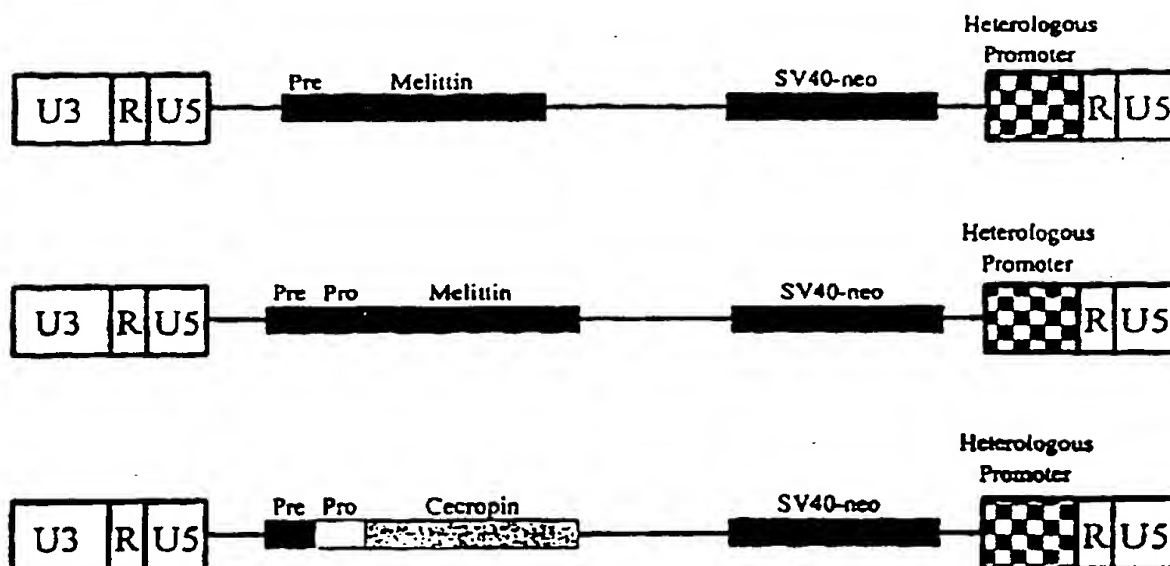 Heterologous
Promoter
Pre Melittin SV40-neo
U3 R U5 R U5
Heterologous
Promoter
Pre Pro Melittin SV40-neo
U3 R U5 R U5
Heterologous
Promoter
Pre Pro Cecropin SV40-neo
U3 R U5 R U5